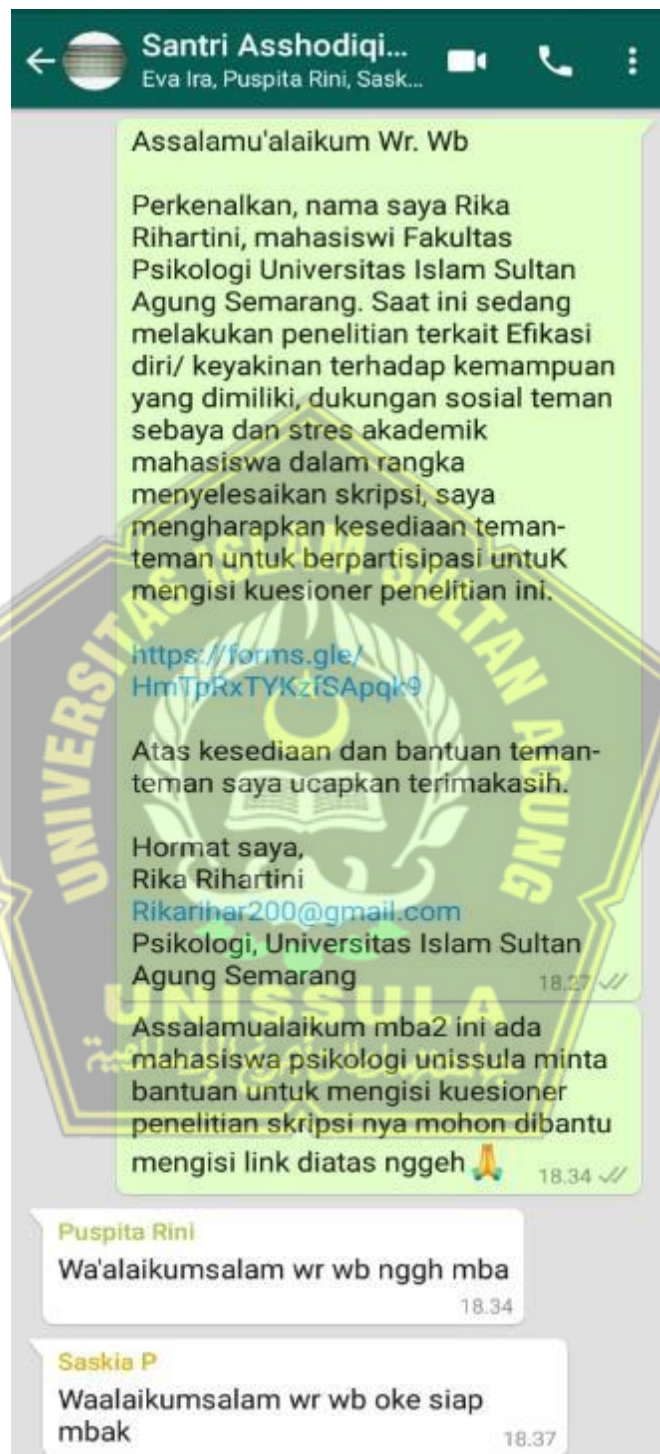 Santri Asshodiqi...
Eva Ira, Puspita Rini, Sask...
Assalamu'alaikum Wr. Wb
Perkenalkan, nama saya Rika
Rihartini, mahasiswi Fakultas
Psikologi Universitas Islam Sultan
Agung Semarang. Saat ini sedang
melakukan penelitian terkait Efikasi
diri/ keyakinan terhadap kemampuan
yang dimiliki, dukungan sosial teman
sebaya dan stres akademik
mahasiswa dalam rangka
menyelesaikan skripsi, saya
mengharapkan kesediaan teman-
teman untuk berpartisipasi untuK
mengisi kuesioner penelitian ini.
https://forms.gle/
HmTpRxTYKzfSApqk9
Atas kesediaan dan bantuan teman-
teman saya ucapkan terimakasih.
Hormat saya,
Rika Rihartini
Rikarihar200@gmail.com
Psikologi, Universitas Islam Sultan
Agung Semarang
18.27
Assalamualaikum mba2 ini ada
mahasiswa psikologi unissula minta
bantuan untuk mengisi kuesioner
penelitian skripsi nya mohon dibantu
mengisi link diatas nggeh 🙏
18.34
Puspita Rini
Wa'alaikumsalam wr wb nggh mba
18.34
Saskia P
Waalaikumsalam wr wb oke siap
mbak
18.37
UNIVERSITAS ISLAM SULTAN AGUNG
UNISSULA